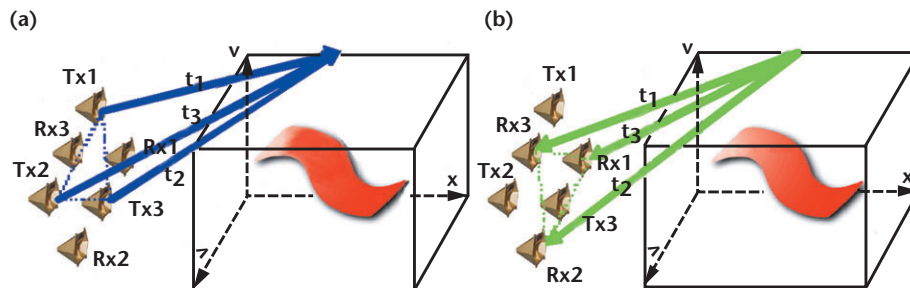 (a)
v
Tx1
t1
Rx3
t3
Rx1
Tx2
t2
x
Tx3
v
Rx2
(b)
v
Tx1
t1
Rx3
t3
Rx1
Tx2
t2
x
Tx3
v
Rx2